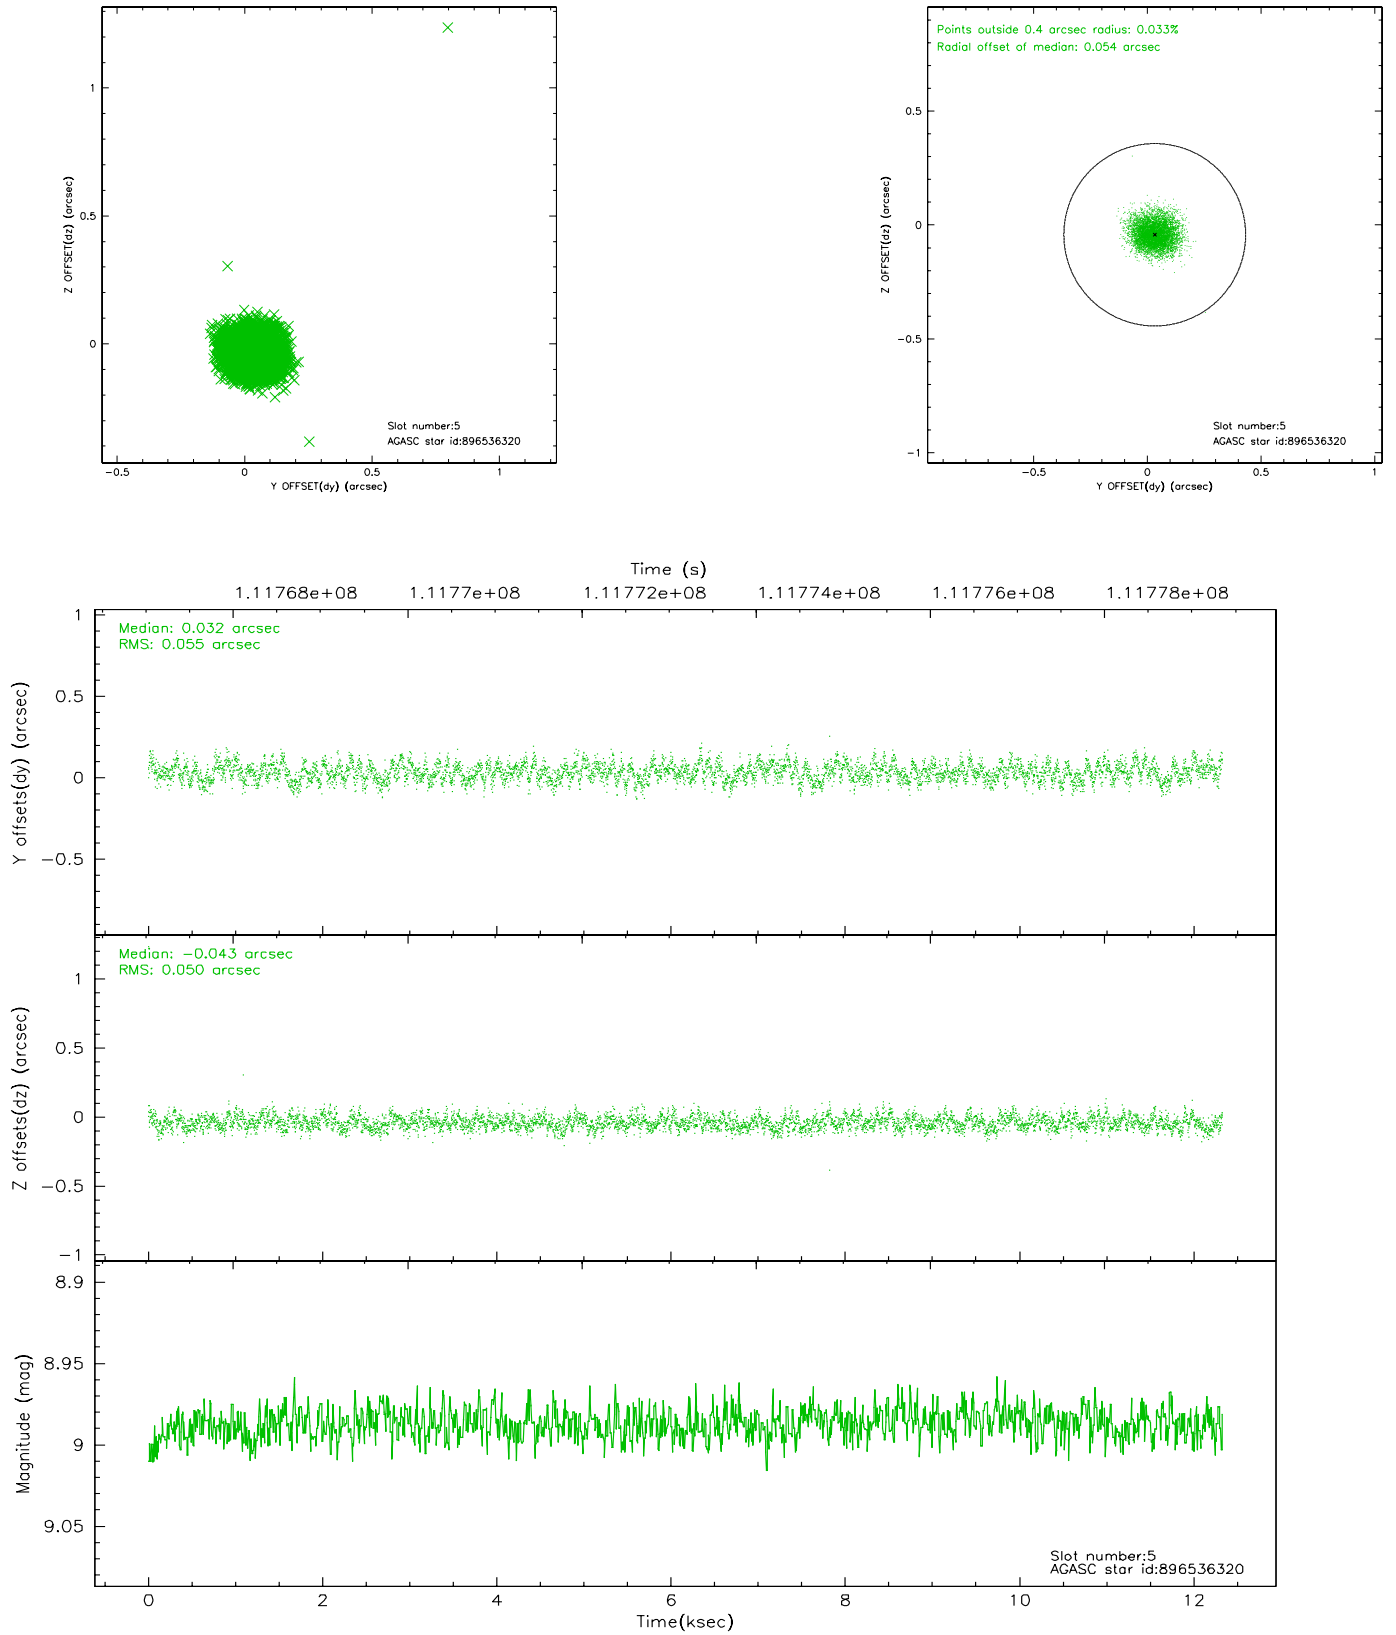 1
0.5
0
Z OFFSET(dz) (arcsec)
-0.5
0
0.5
1
Y OFFSET(dy) (arcsec)
Slot number:5
AGASC star id:896536320
Points outside 0.4 arcsec radius: 0.033%
Radial offset of median: 0.054 arcsec
0.5
0
-0.5
-1
Z OFFSET(dz) (arcsec)
Slot number:5
AGASC star id:896536320
-0.5
0
0.5
1
Y OFFSET(dy) (arcsec)
Time (s)
1.11768e+08
1.1177e+08
1.11772e+08
1.11774e+08
1.11776e+08
1.11778e+08
Median: 0.032 arcsec
RMS: 0.055 arcsec
1
0.5
0
-0.5
Y offsets(dy) (arcsec)
Median: -0.043 arcsec
RMS: 0.050 arcsec
1
0.5
0
-0.5
-1
Z offsets(dz) (arcsec)
8.9
8.95
9
9.05
Magnitude (mag)
Slot number:5
AGASC star id:896536320
0
2
4
6
8
10
12
Time(ksec)